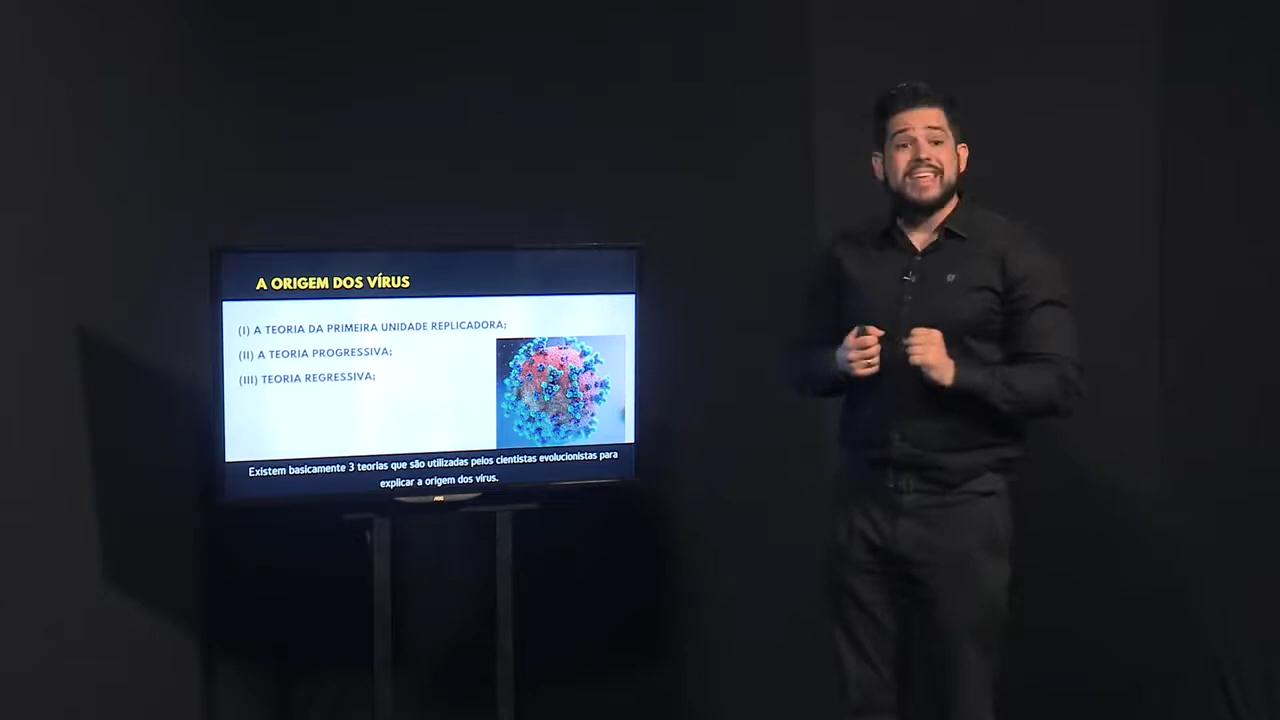 A ORIGEM DOS VÍRUS
(I) A TEORIA DA PRIMEIRA UNIDADE REPLICADORA;
(II) A TEORIA PROGRESSIVA;
(III) TEORIA REGRESSIVA;
Existem basicamente 3 teorias que são utilizadas pelos cientistas evolucionistas para
explicar a origem dos vírus.
AOC